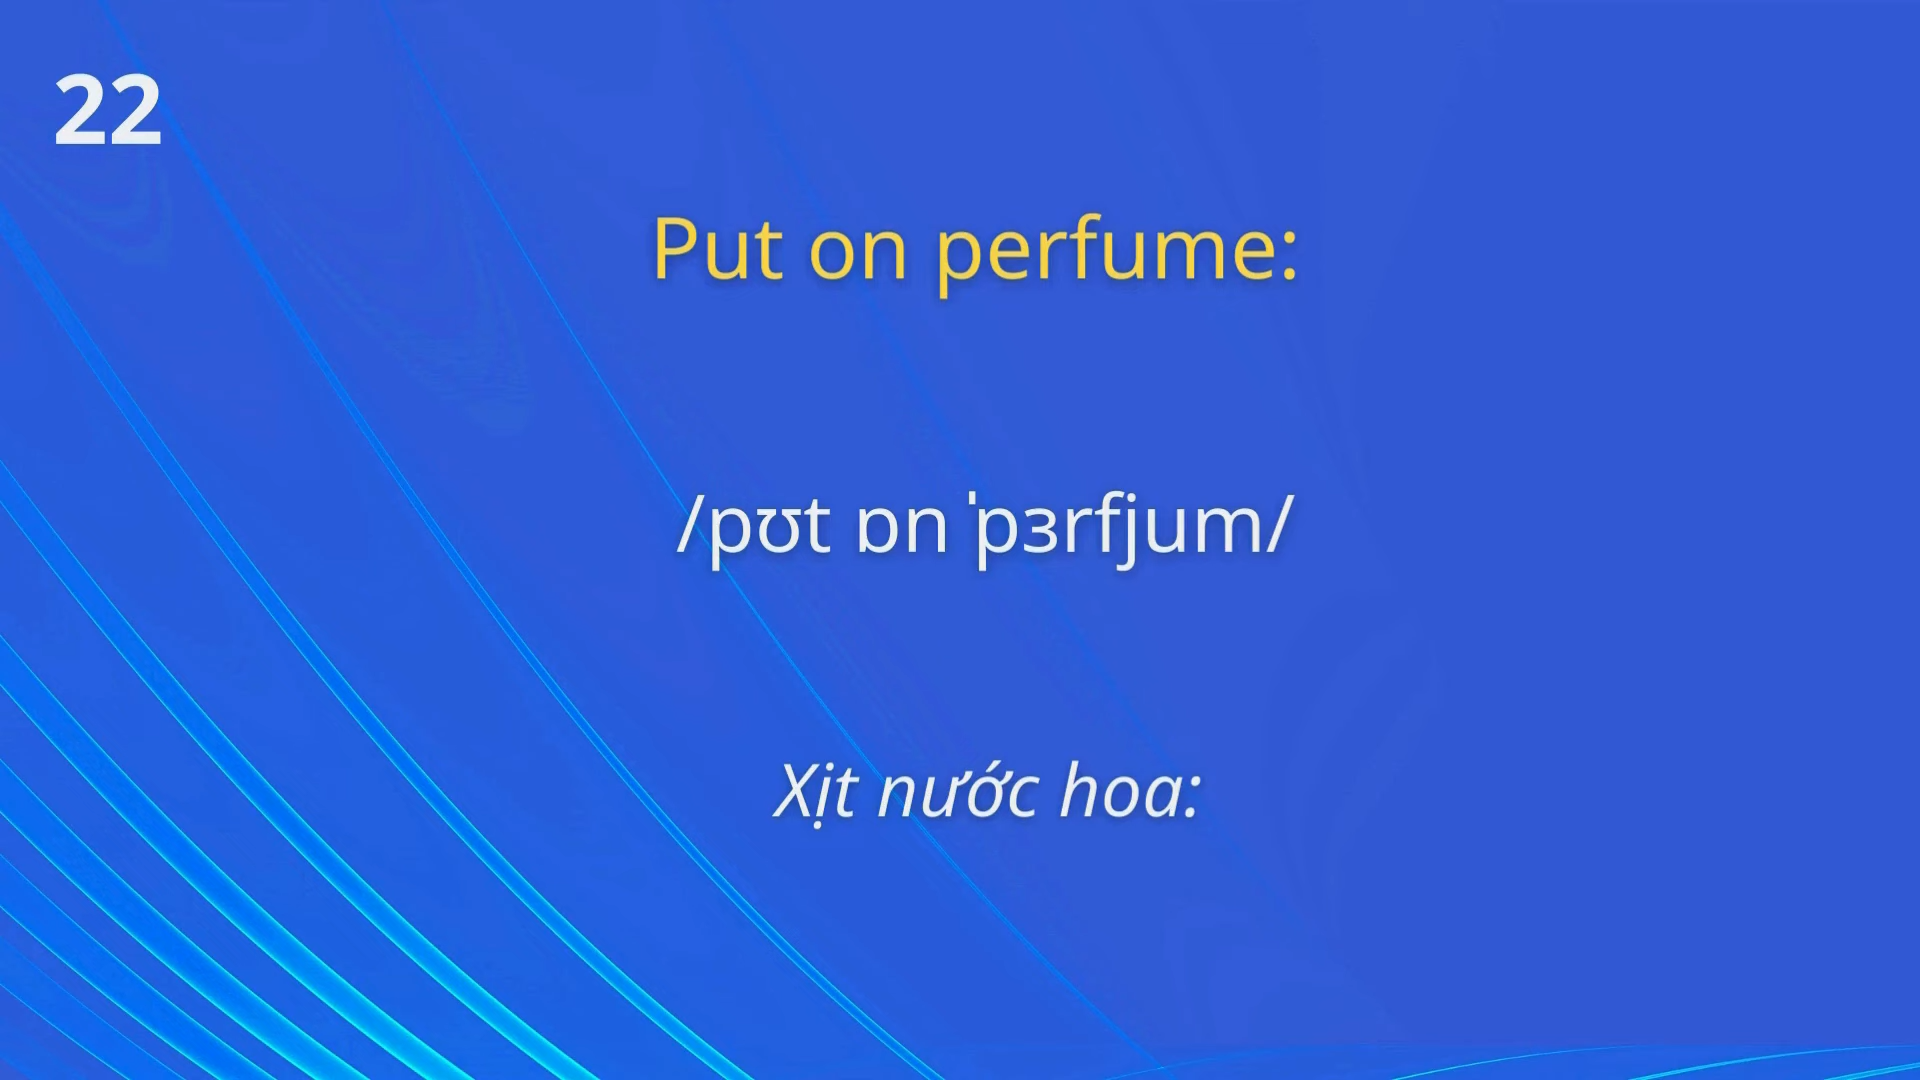 22
Put on perfume:
/pʊt ɒn ˈpɜrfjum/
Xịt nước hoa: